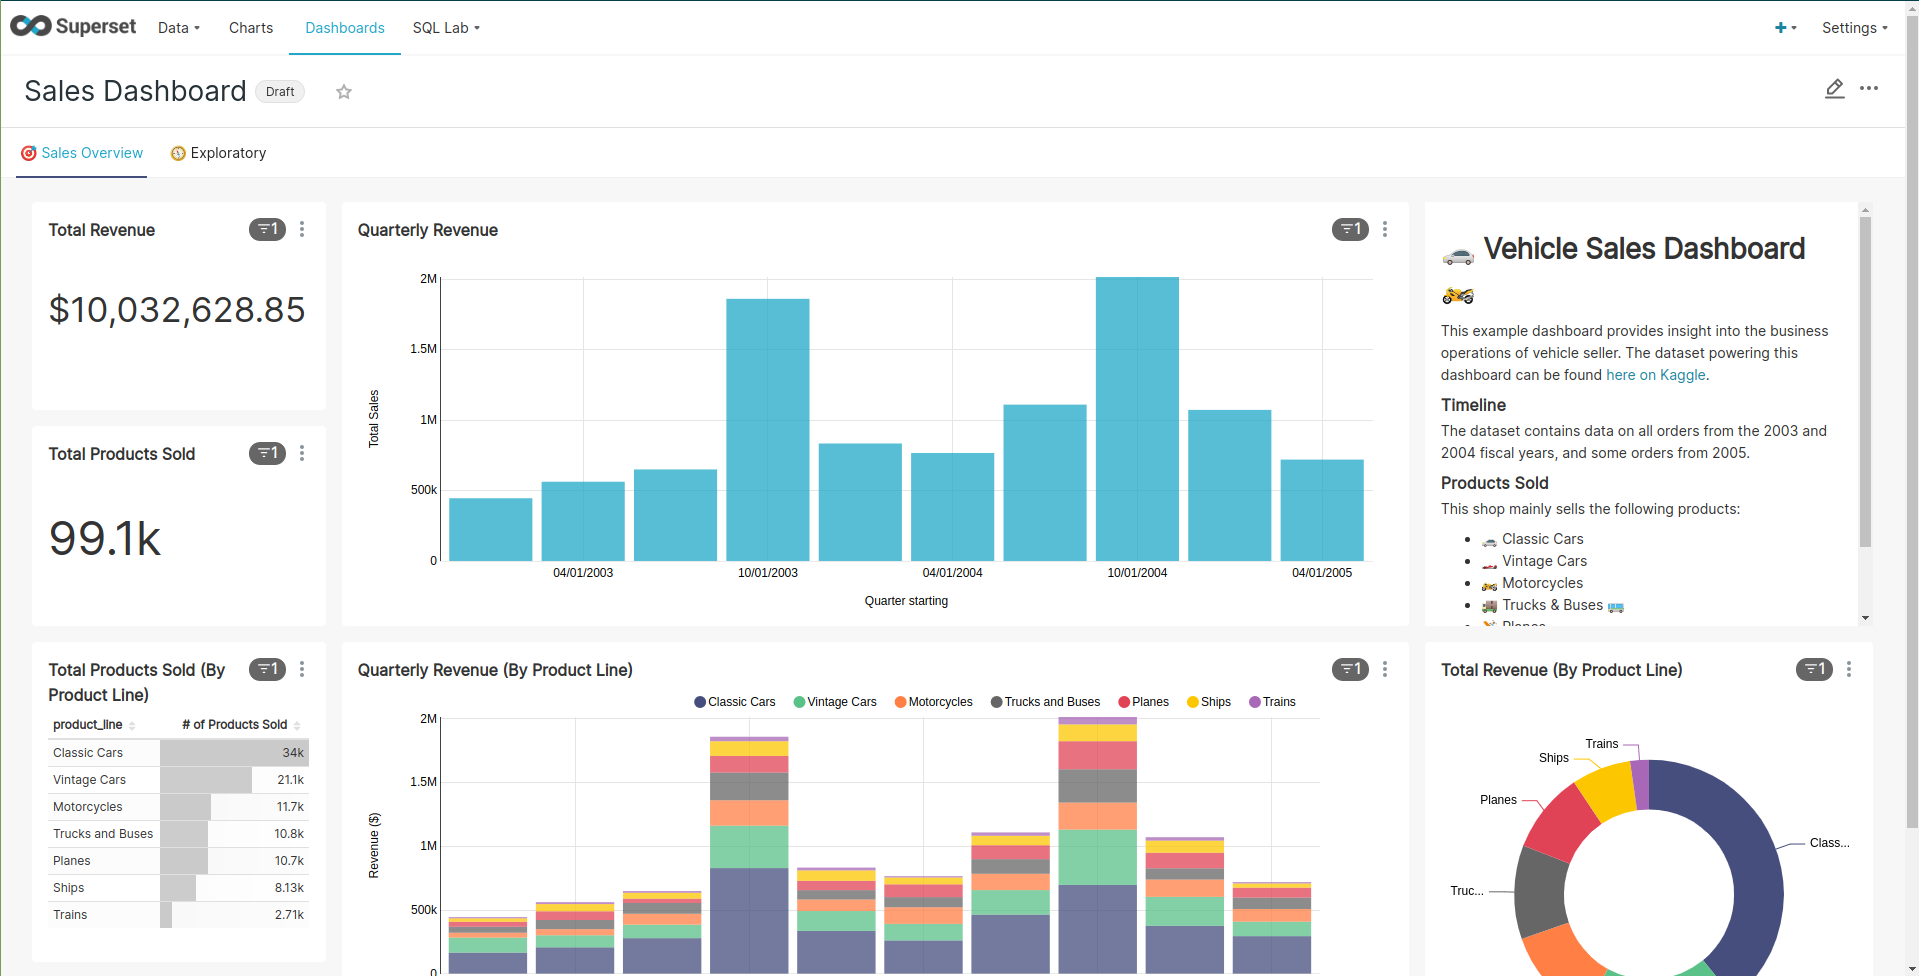 Superset
Data
Charts
Dashboards
SQL Lab
+
Settings
Sales Dashboard
Draft
Sales Overview
Exploratory
Total Revenue
1
$10,032,628.85
Total Products Sold
1
99.1k
Quarterly Revenue
1
2M
1.5M
1M
500k
0
Total Sales
04/01/2003
10/01/2003
04/01/2004
10/01/2004
04/01/2005
Quarter starting
Vehicle Sales Dashboard
This example dashboard provides insight into the business
operations of vehicle seller. The dataset powering this
dashboard can be found here on Kaggle.
Timeline
The dataset contains data on all orders from the 2003 and
2004 fiscal years, and some orders from 2005.
Products Sold
This shop mainly sells the following products:
Classic Cars
Vintage Cars
Motorcycles
Trucks & Buses
Planes
Total Products Sold (By
Product Line)
1
product_line # of Products Sold
Classic Cars 34k
Vintage Cars 21.1k
Motorcycles 11.7k
Trucks and Buses 10.8k
Planes 10.7k
Ships 8.13k
Trains 2.71k
Quarterly Revenue (By Product Line)
1
Classic Cars Vintage Cars Motorcycles Trucks and Buses Planes Ships Trains
2M
1.5M
1M
500k
0
Revenue ($)
Total Revenue (By Product Line)
1
Trains
Ships
Planes
Class...
Truc...